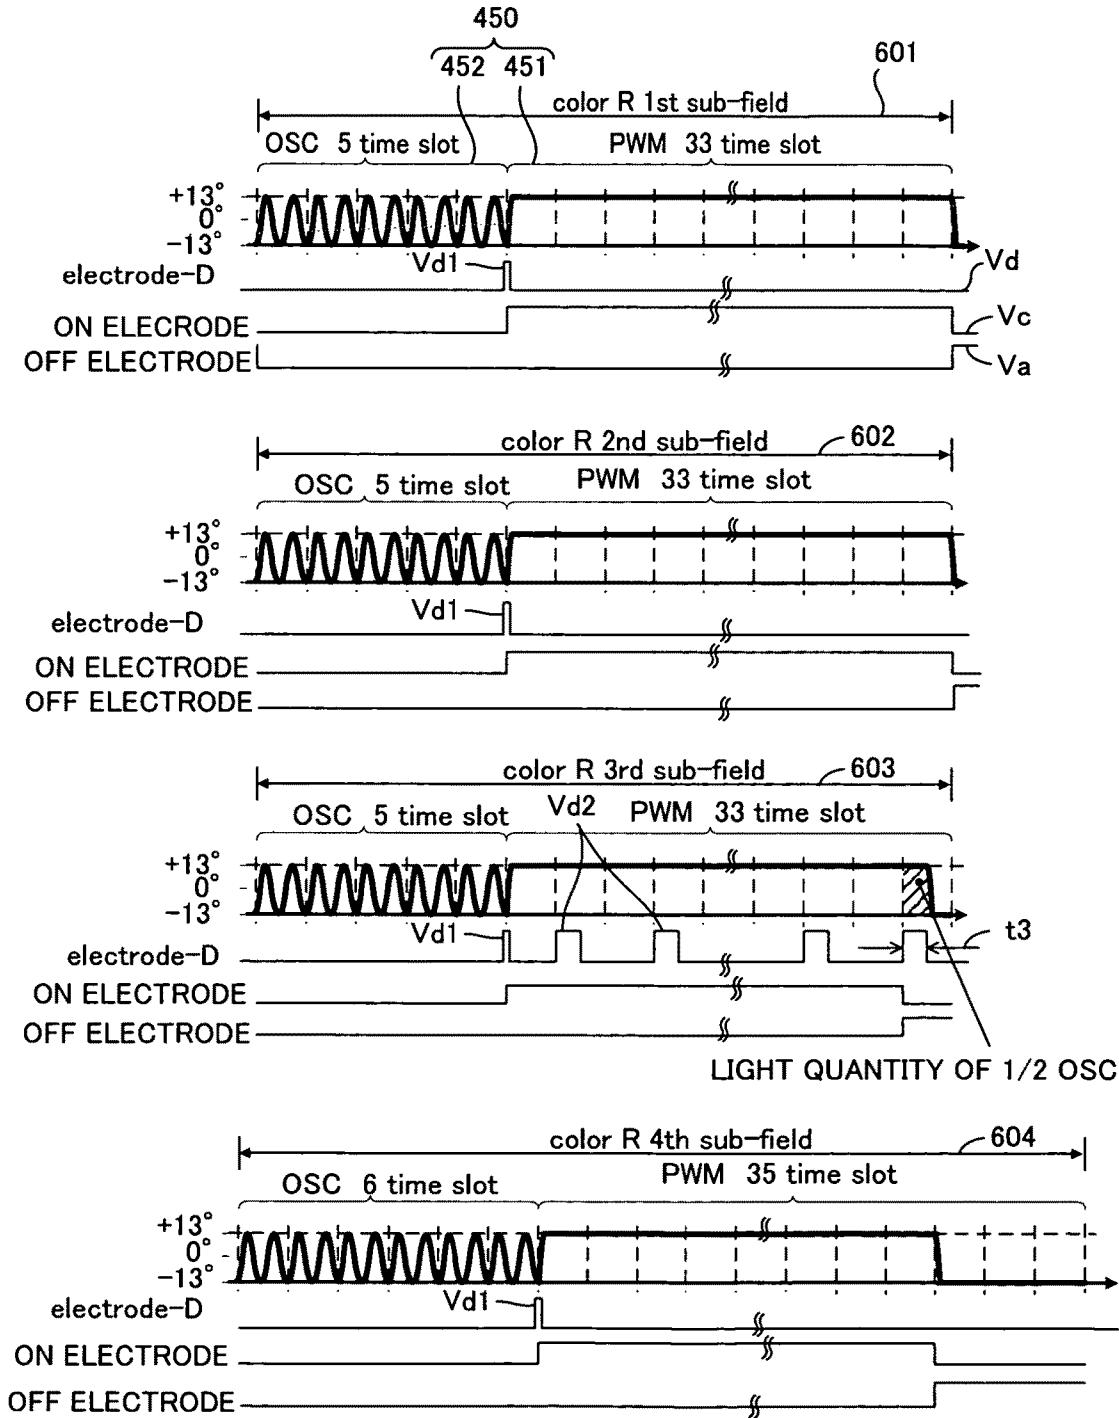 450
452 451
601
color R 1st sub-field
OSC 5 time slot PWM 33 time slot
+13°
0°
-13°
Vd1
Vd
electrode-D
ON ELECRODE
Vc
OFF ELECTRODE
Va
color R 2nd sub-field
602
OSC 5 time slot PWM 33 time slot
+13°
0°
-13°
Vd1
electrode-D
ON ELECTRODE
OFF ELECTRODE
color R 3rd sub-field
603
OSC 5 time slot Vd2 PWM 33 time slot
+13°
0°
-13°
Vd1
t3
electrode-D
ON ELECTRODE
OFF ELECTRODE
LIGHT QUANTITY OF 1/2 OSC
color R 4th sub-field
604
OSC 6 time slot PWM 35 time slot
+13°
0°
-13°
Vd1
electrode-D
ON ELECTRODE
OFF ELECTRODE